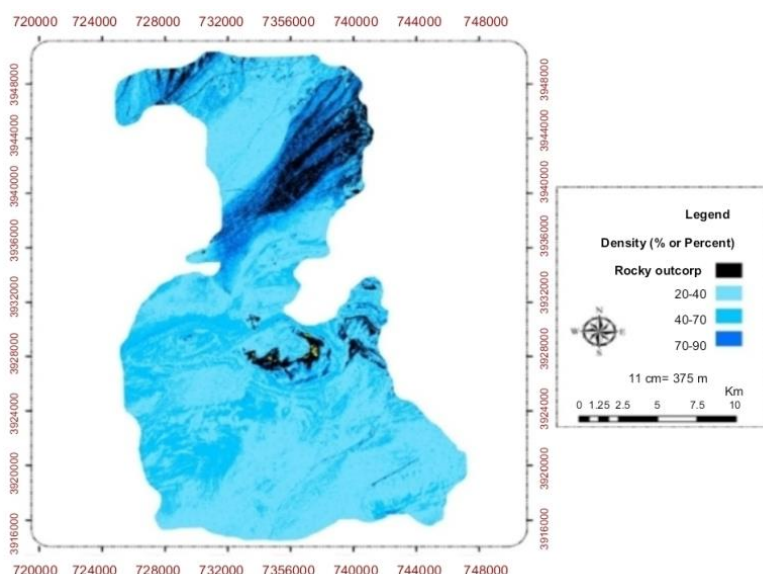 720000 724000 728000 732000 7356000 740000 744000 748000
3948000
3944000
3940000
3936000
3932000
3928000
3924000
3920000
3916000
3948000
3944000
3940000
3936000
3932000
3928000
3924000
3920000
3916000
Legend
Density (% or Percent)
Rocky outcorp
20-40
40-70
70-90
N
W E
S
11 cm= 375 m
Km
0 1.25 2.5 5 7.5 10
720000 724000 728000 732000 7356000 740000 744000 748000